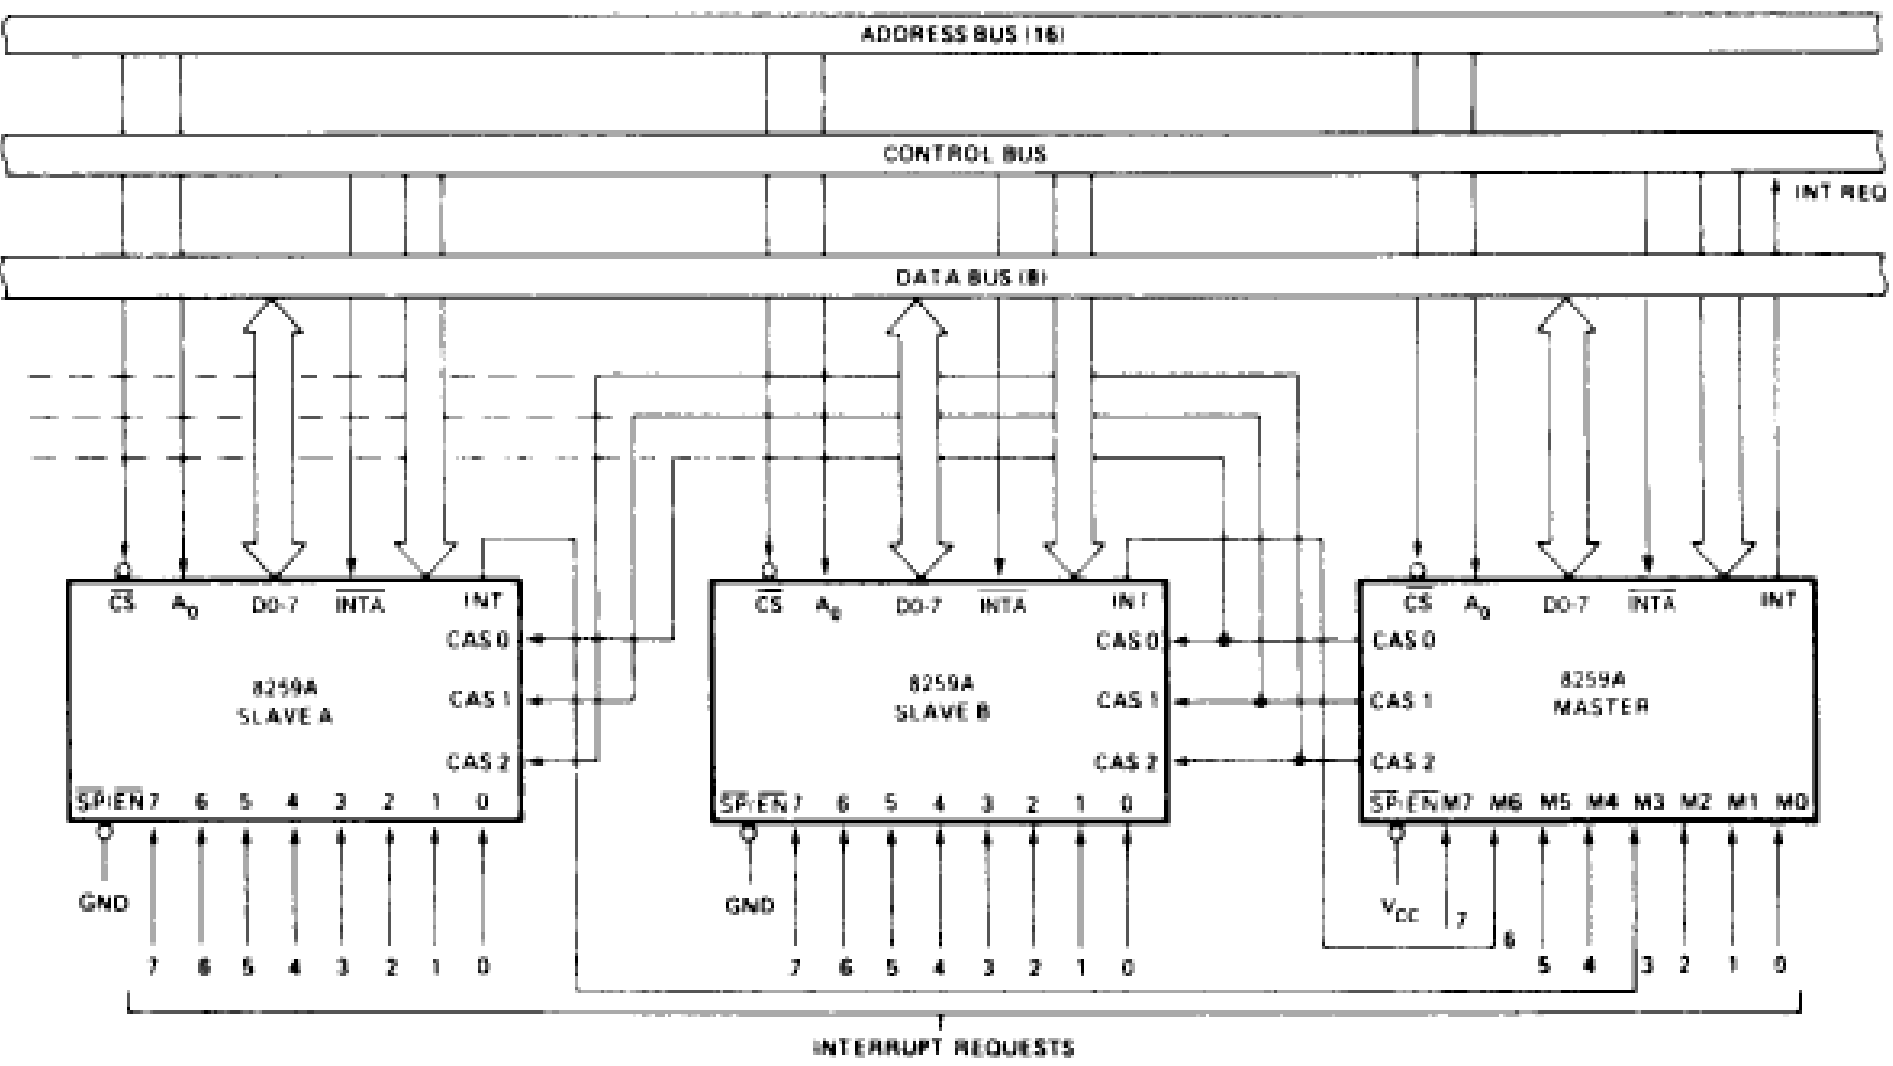 ADDRESS BUS (16)
CONTROL BUS
INT REQ
DATA BUS (8)
CS A0 D0-7 INTA INT
CAS 0
8259A
SLAVE A
CAS 1
CAS 2
SP/EN 7 6 5 4 3 2 1 0
GND
7 6 5 4 3 2 1 0
CS A0 D0-7 INTA INT
CAS 0
8259A
SLAVE B
CAS 1
CAS 2
SP/EN 7 6 5 4 3 2 1 0
GND
7 6 5 4 3 2 1 0
CS A0 D0-7 INTA INT
CAS 0
8259A
MASTER
CAS 1
CAS 2
SP/EN M7 M6 M5 M4 M3 M2 M1 M0
VCC
7 6 5 4 3 2 1 0
INTERRUPT REQUESTS